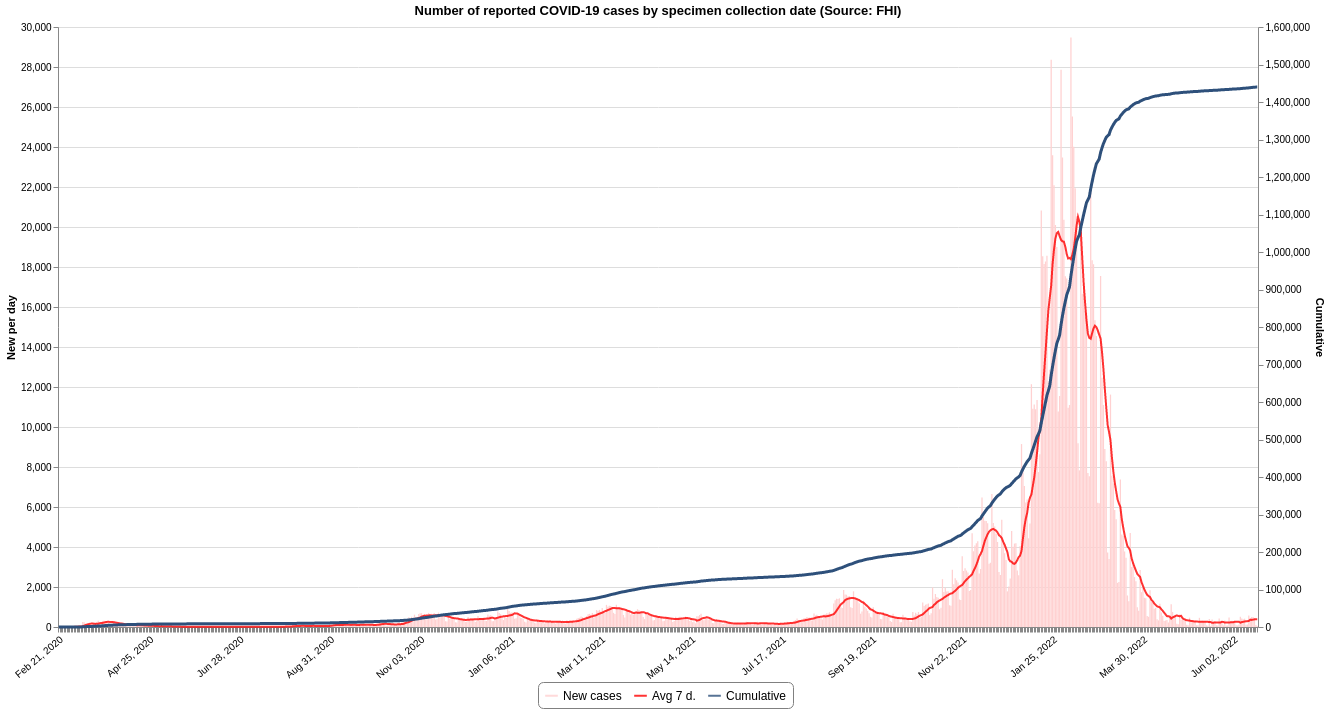 Number of reported COVID-19 cases by specimen collection date (Source: FHI)
New per day
30,000
28,000
26,000
24,000
22,000
20,000
18,000
16,000
14,000
12,000
10,000
8,000
6,000
4,000
2,000
0
Cumulative
1,600,000
1,500,000
1,400,000
1,300,000
1,200,000
1,100,000
1,000,000
900,000
800,000
700,000
600,000
500,000
400,000
300,000
200,000
100,000
0
Feb 21, 2020
Apr 25, 2020
Jun 28, 2020
Aug 31, 2020
Nov 03, 2020
Jan 06, 2021
Mar 11, 2021
May 14, 2021
Jul 17, 2021
Sep 19, 2021
Nov 22, 2021
Jan 25, 2022
Mar 30, 2022
Jun 02, 2022
New cases Avg 7 d. Cumulative